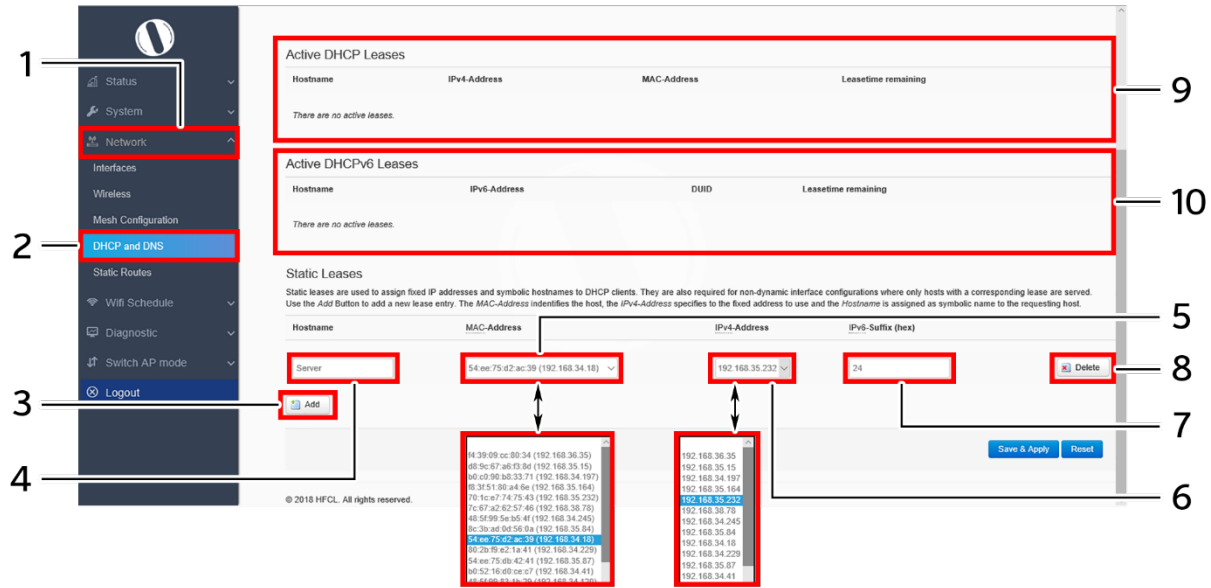 1
2
3
4
5
6
7
8
9
10
Status
System
Network
Interfaces
Wireless
Mesh Configuration
DHCP and DNS
Static Routes
Wifi Schedule
Diagnostic
Switch AP mode
Logout
Active DHCP Leases
Hostname IPv4-Address MAC-Address Leasetime remaining
There are no active leases.
Active DHCPv6 Leases
Hostname IPv6-Address DUID Leasetime remaining
There are no active leases.
Static Leases
Static leases are used to assign fixed IP addresses and symbolic hostnames to DHCP clients. They are also required for non-dynamic interface configurations where only hosts with a corresponding lease are served.
Use the Add Button to add a new lease entry. The MAC-Address indentifies the host, the IPv4-Address specifies to the fixed address to use and the Hostname is assigned as symbolic name to the requesting host.
Hostname MAC-Address IPv4-Address IPv6-Suffix (hex)
Server 54:ee:75:d2:ac:39 (192.168.34.18) 192.168.35.232 24 Delete
Add
f4:39:09:cc:80:34 (192.168.36.35)
d8:9c:67:a6:f3:8d (192.168.35.15)
b0:c0:90:b8:33:71 (192.168.34.197)
f8:3f:51:80:a4:6e (192.168.35.164)
70:1c:e7:74:75:43 (192.168.35.232)
7c:67:a2:62:57:46 (192.168.38.78)
48:5f:99:5e:b5:4f (192.168.34.245)
8c:3b:ad:0d:56:0a (192.168.35.84)
54:ee:75:d2:ac:39 (192.168.34.18)
80:2b:f9:e2:1a:41 (192.168.34.229)
54:ee:75:db:42:41 (192.168.35.87)
b0:52:16:d0:ce:c7 (192.168.34.41)
192.168.36.35
192.168.35.15
192.168.34.197
192.168.35.164
192.168.35.232
192.168.38.78
192.168.34.245
192.168.35.84
192.168.34.18
192.168.34.229
192.168.35.87
192.168.34.41
Save & Apply Reset
© 2018 HFCL. All rights reserved.